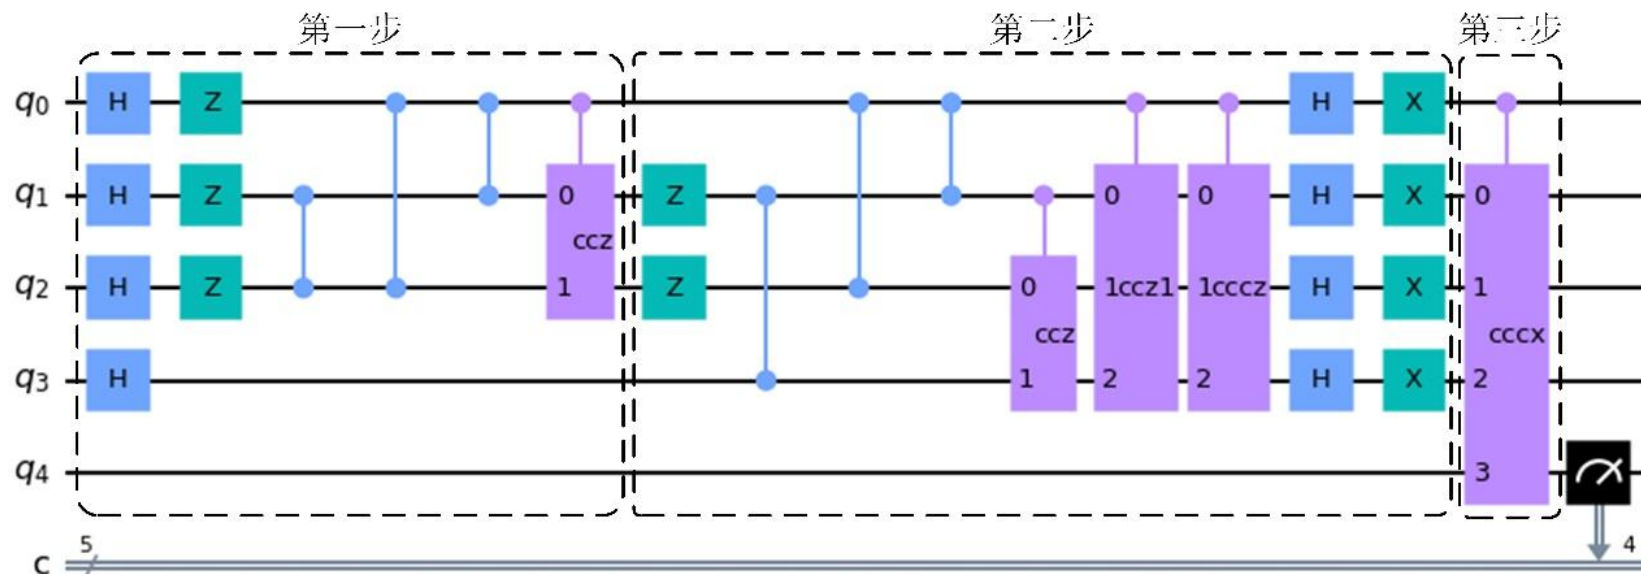 第一步 第二步 第三步
q0 H Z H X
q1 H Z 0 Z 0 0 H X 0
ccz
q2 H Z 1 Z 0 1ccz1 1cccz H X 1
ccz cccx
q3 H 1 2 2 H X 2
q4 3
5 4
c